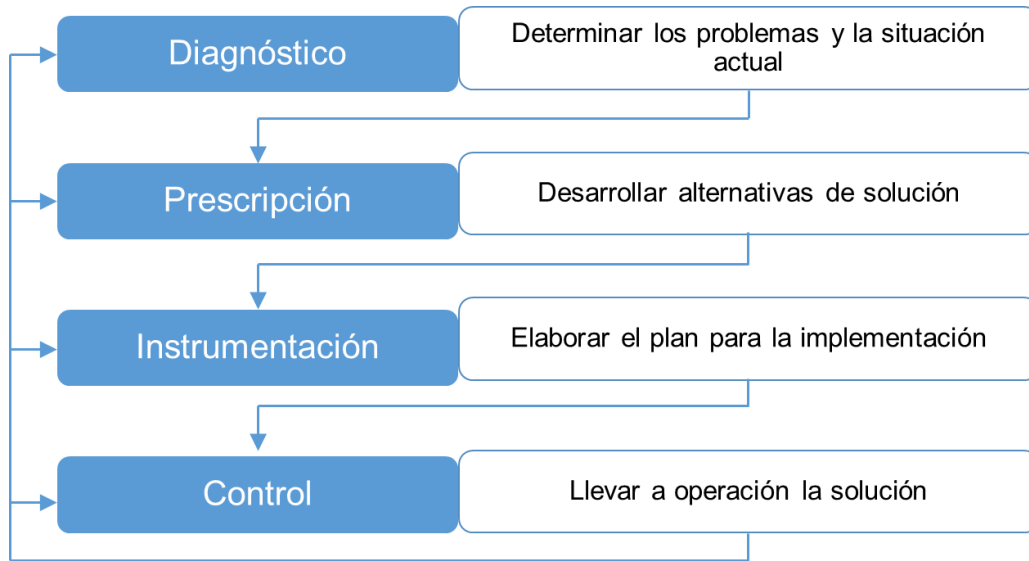 Diagnóstico
Determinar los problemas y la situación
actual
Prescripción
Desarrollar alternativas de solución
Instrumentación
Elaborar el plan para la implementación
Control
Llevar a operación la solución